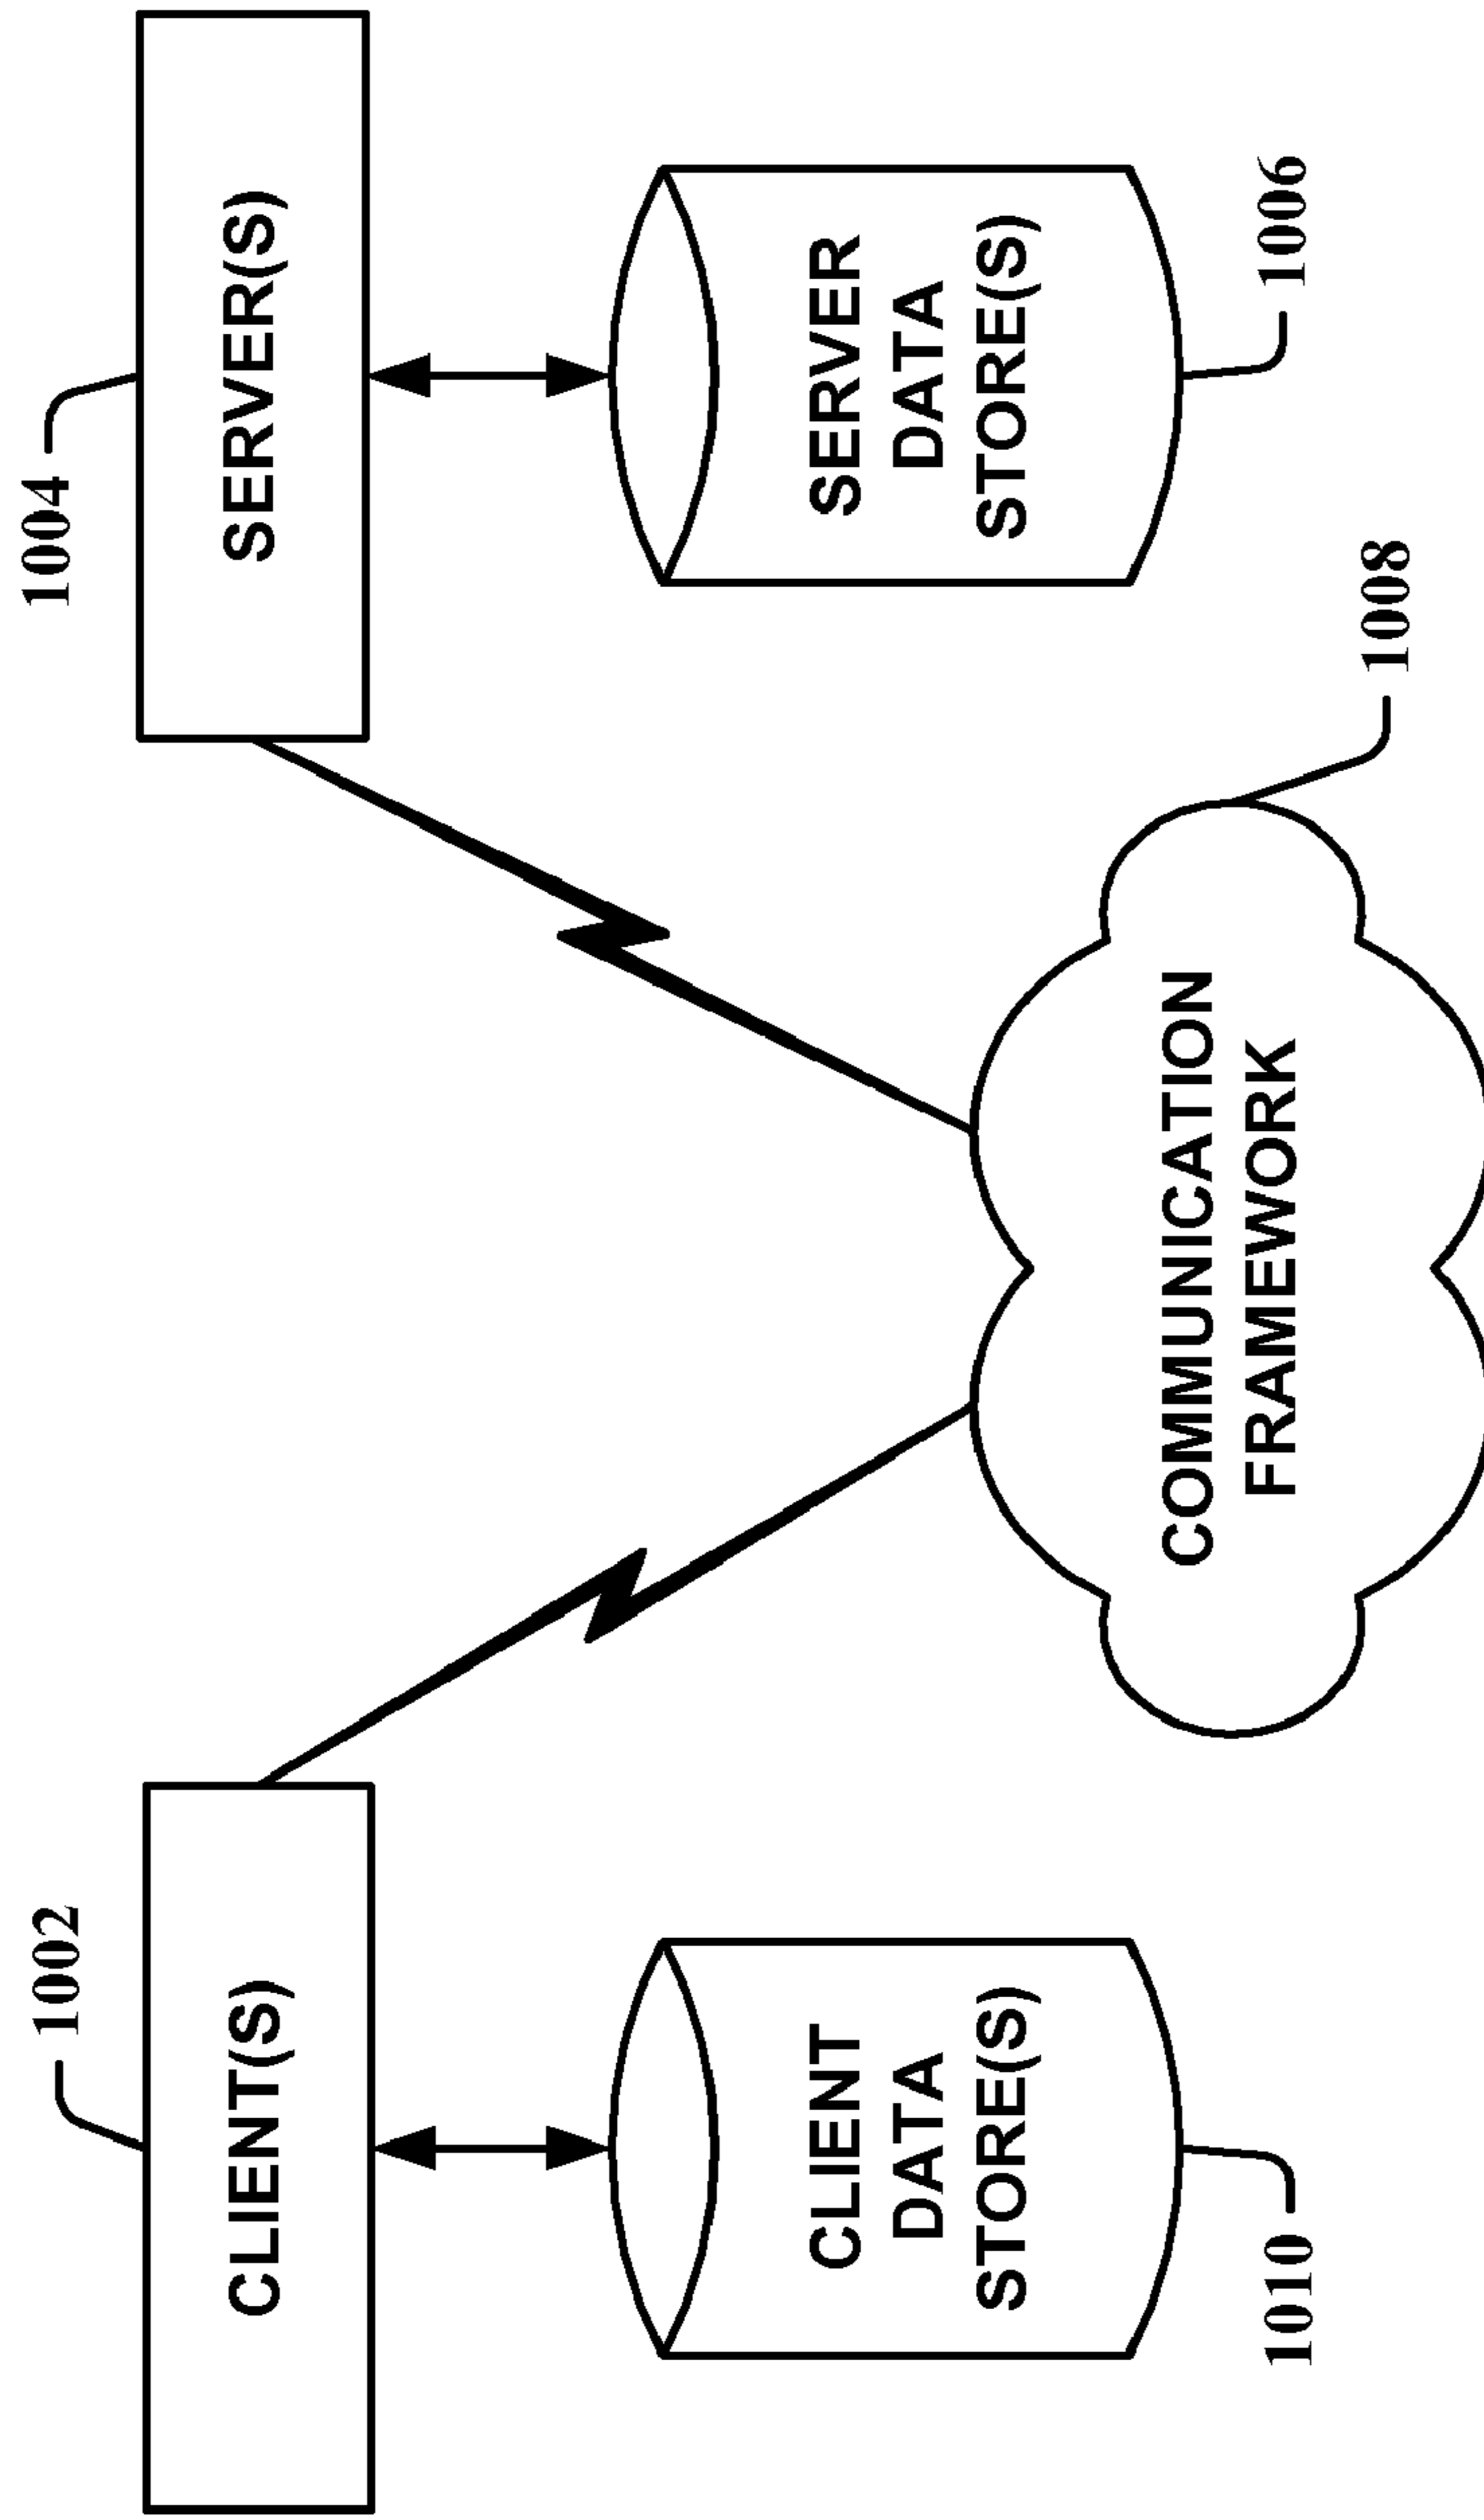 1002
CLIENT(S)
1004
SERVER(S)
CLIENT
DATA
STORE(S)
1010
SERVER
DATA
STORE(S)
1006
COMMUNICATION
FRAMEWORK
1008